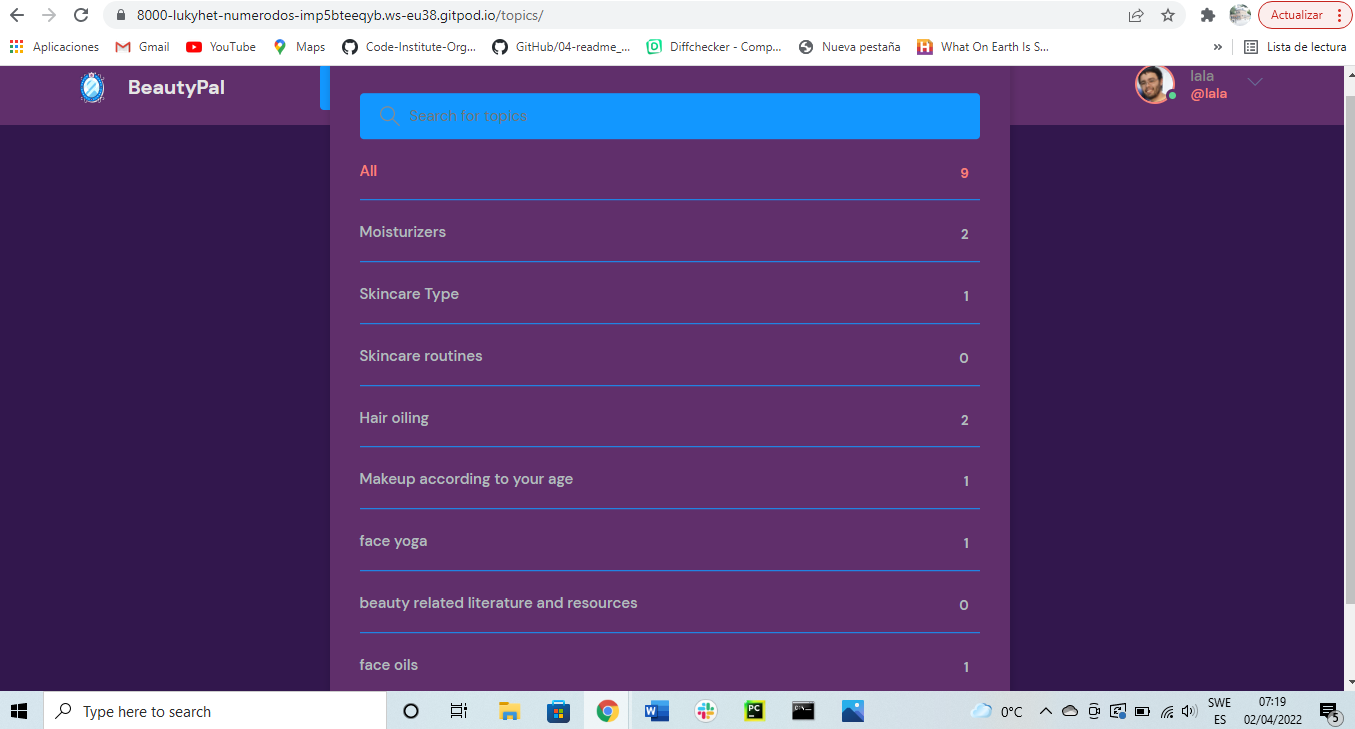 8000-lukyhet-numerodos-imp5bteeqyb.ws-eu38.gitpod.io/topics/
Actualizar
Aplicaciones
Gmail
YouTube
Maps
Code-Institute-Org...
GitHub/04-readme_...
Diffchecker - Comp...
Nueva pestaña
What On Earth Is S...
»
Lista de lectura
BeautyPal
lala
@lala
Search for topics
All 9
Moisturizers 2
Skincare Type 1
Skincare routines 0
Hair oiling 2
Makeup according to your age 1
face yoga 1
beauty related literature and resources 0
face oils 1
Type here to search
PC
0°C
SWE
ES
07:19
02/04/2022
5